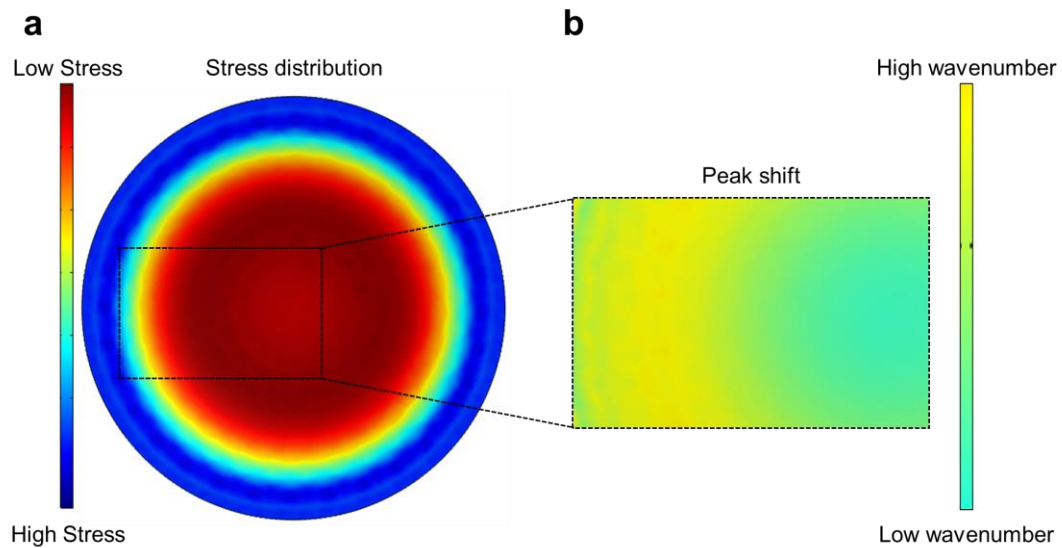 a
b
Low Stress
Stress distribution
High wavenumber
Peak shift
High Stress
Low wavenumber